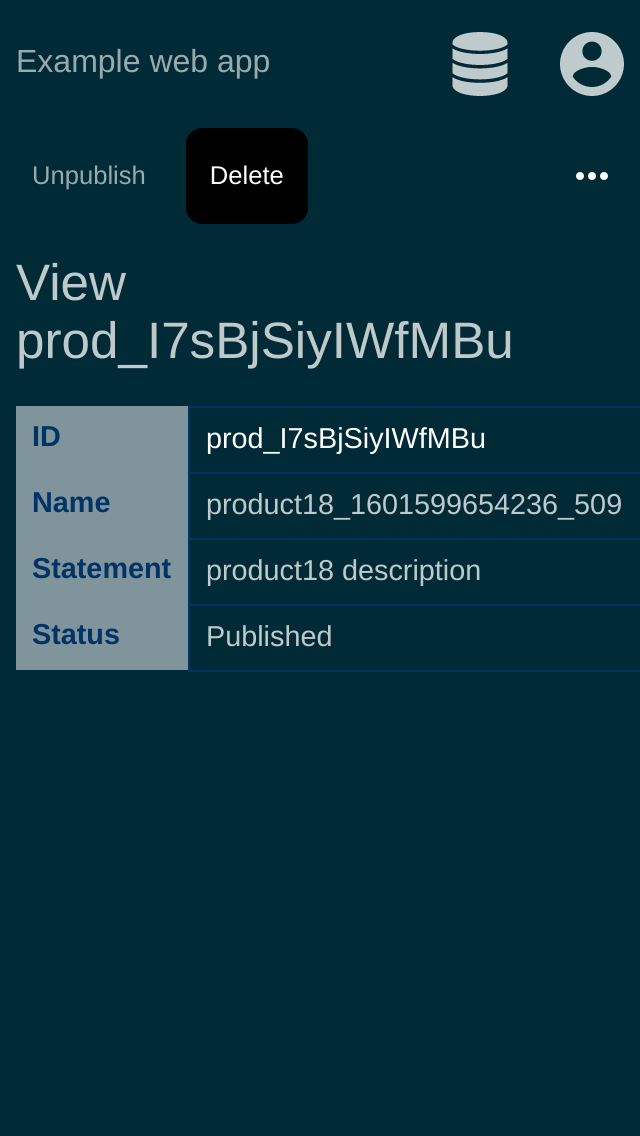 Example web app
Unpublish Delete
View
prod_I7sBjSiyIWfMBu
ID prod_I7sBjSiyIWfMBu
Name product18_1601599654236_509
Statement product18 description
Status Published